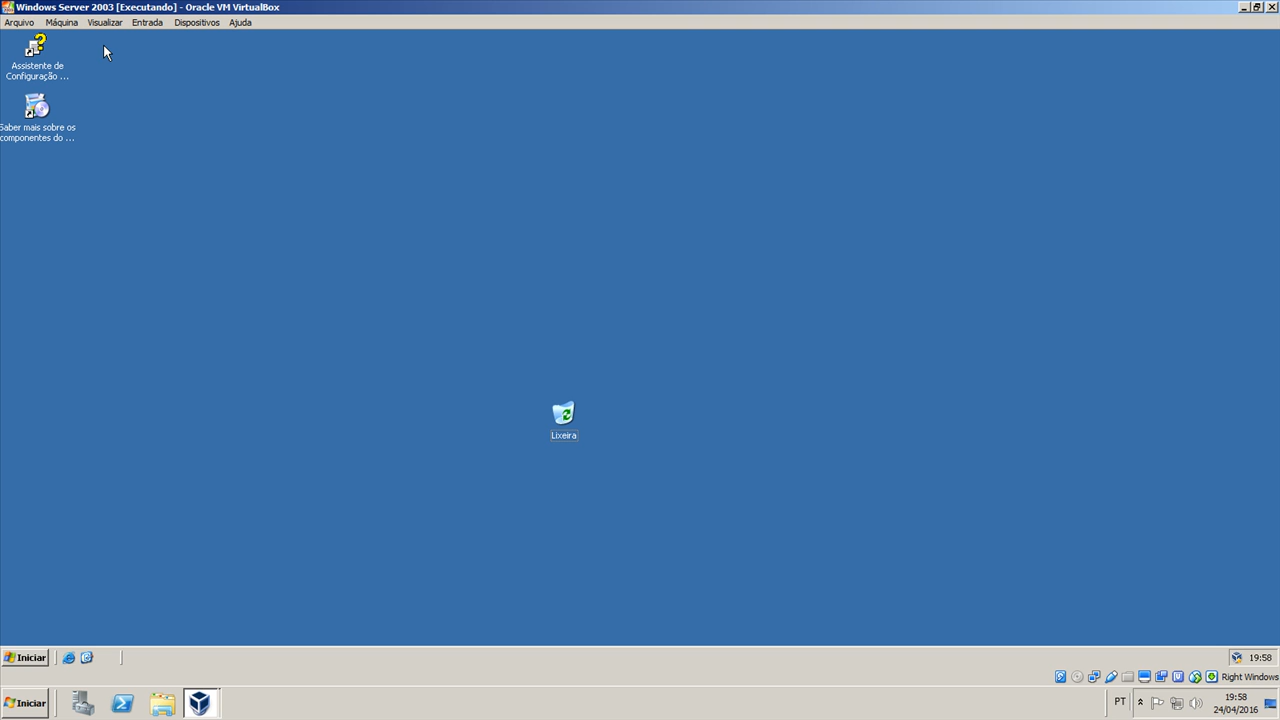 Windows Server 2003 [Executando] - Oracle VM VirtualBox
Arquivo Máquina Visualizar Entrada Dispositivos Ajuda
Assistente de
Configuração ...
Saber mais sobre os
componentes do ...
Lixeira
Iniciar 19:58
Right Windows
Iniciar PT 19:58
24/04/2016